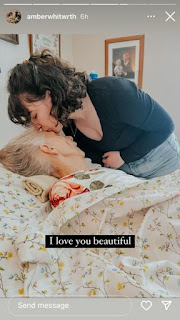 amberwhitwrth 6h
I love you beautiful
Send message